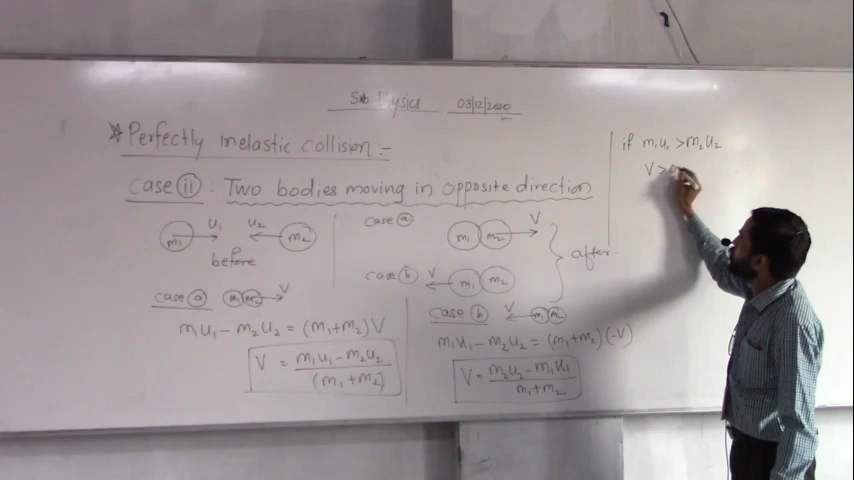 Sub Physics 03/12/2020
* Perfectly inelastic collision :-
case (ii) : Two bodies moving in opposite direction
m₁ u₁ u₂ m₂
before
case (a) m₁ m₂ V
case (b) V m₁ m₂
after
case (a) m₁ m₂ V
m₁u₁ - m₂u₂ = (m₁+m₂) V
V = m₁u₁ - m₂u₂ / (m₁+m₂)
case (b) V m₁ m₂
m₁u₁ - m₂u₂ = (m₁+m₂) (-V)
V = m₂u₂ - m₁u₁ / m₁+m₂
if m₁u₁ > m₂u₂
V >